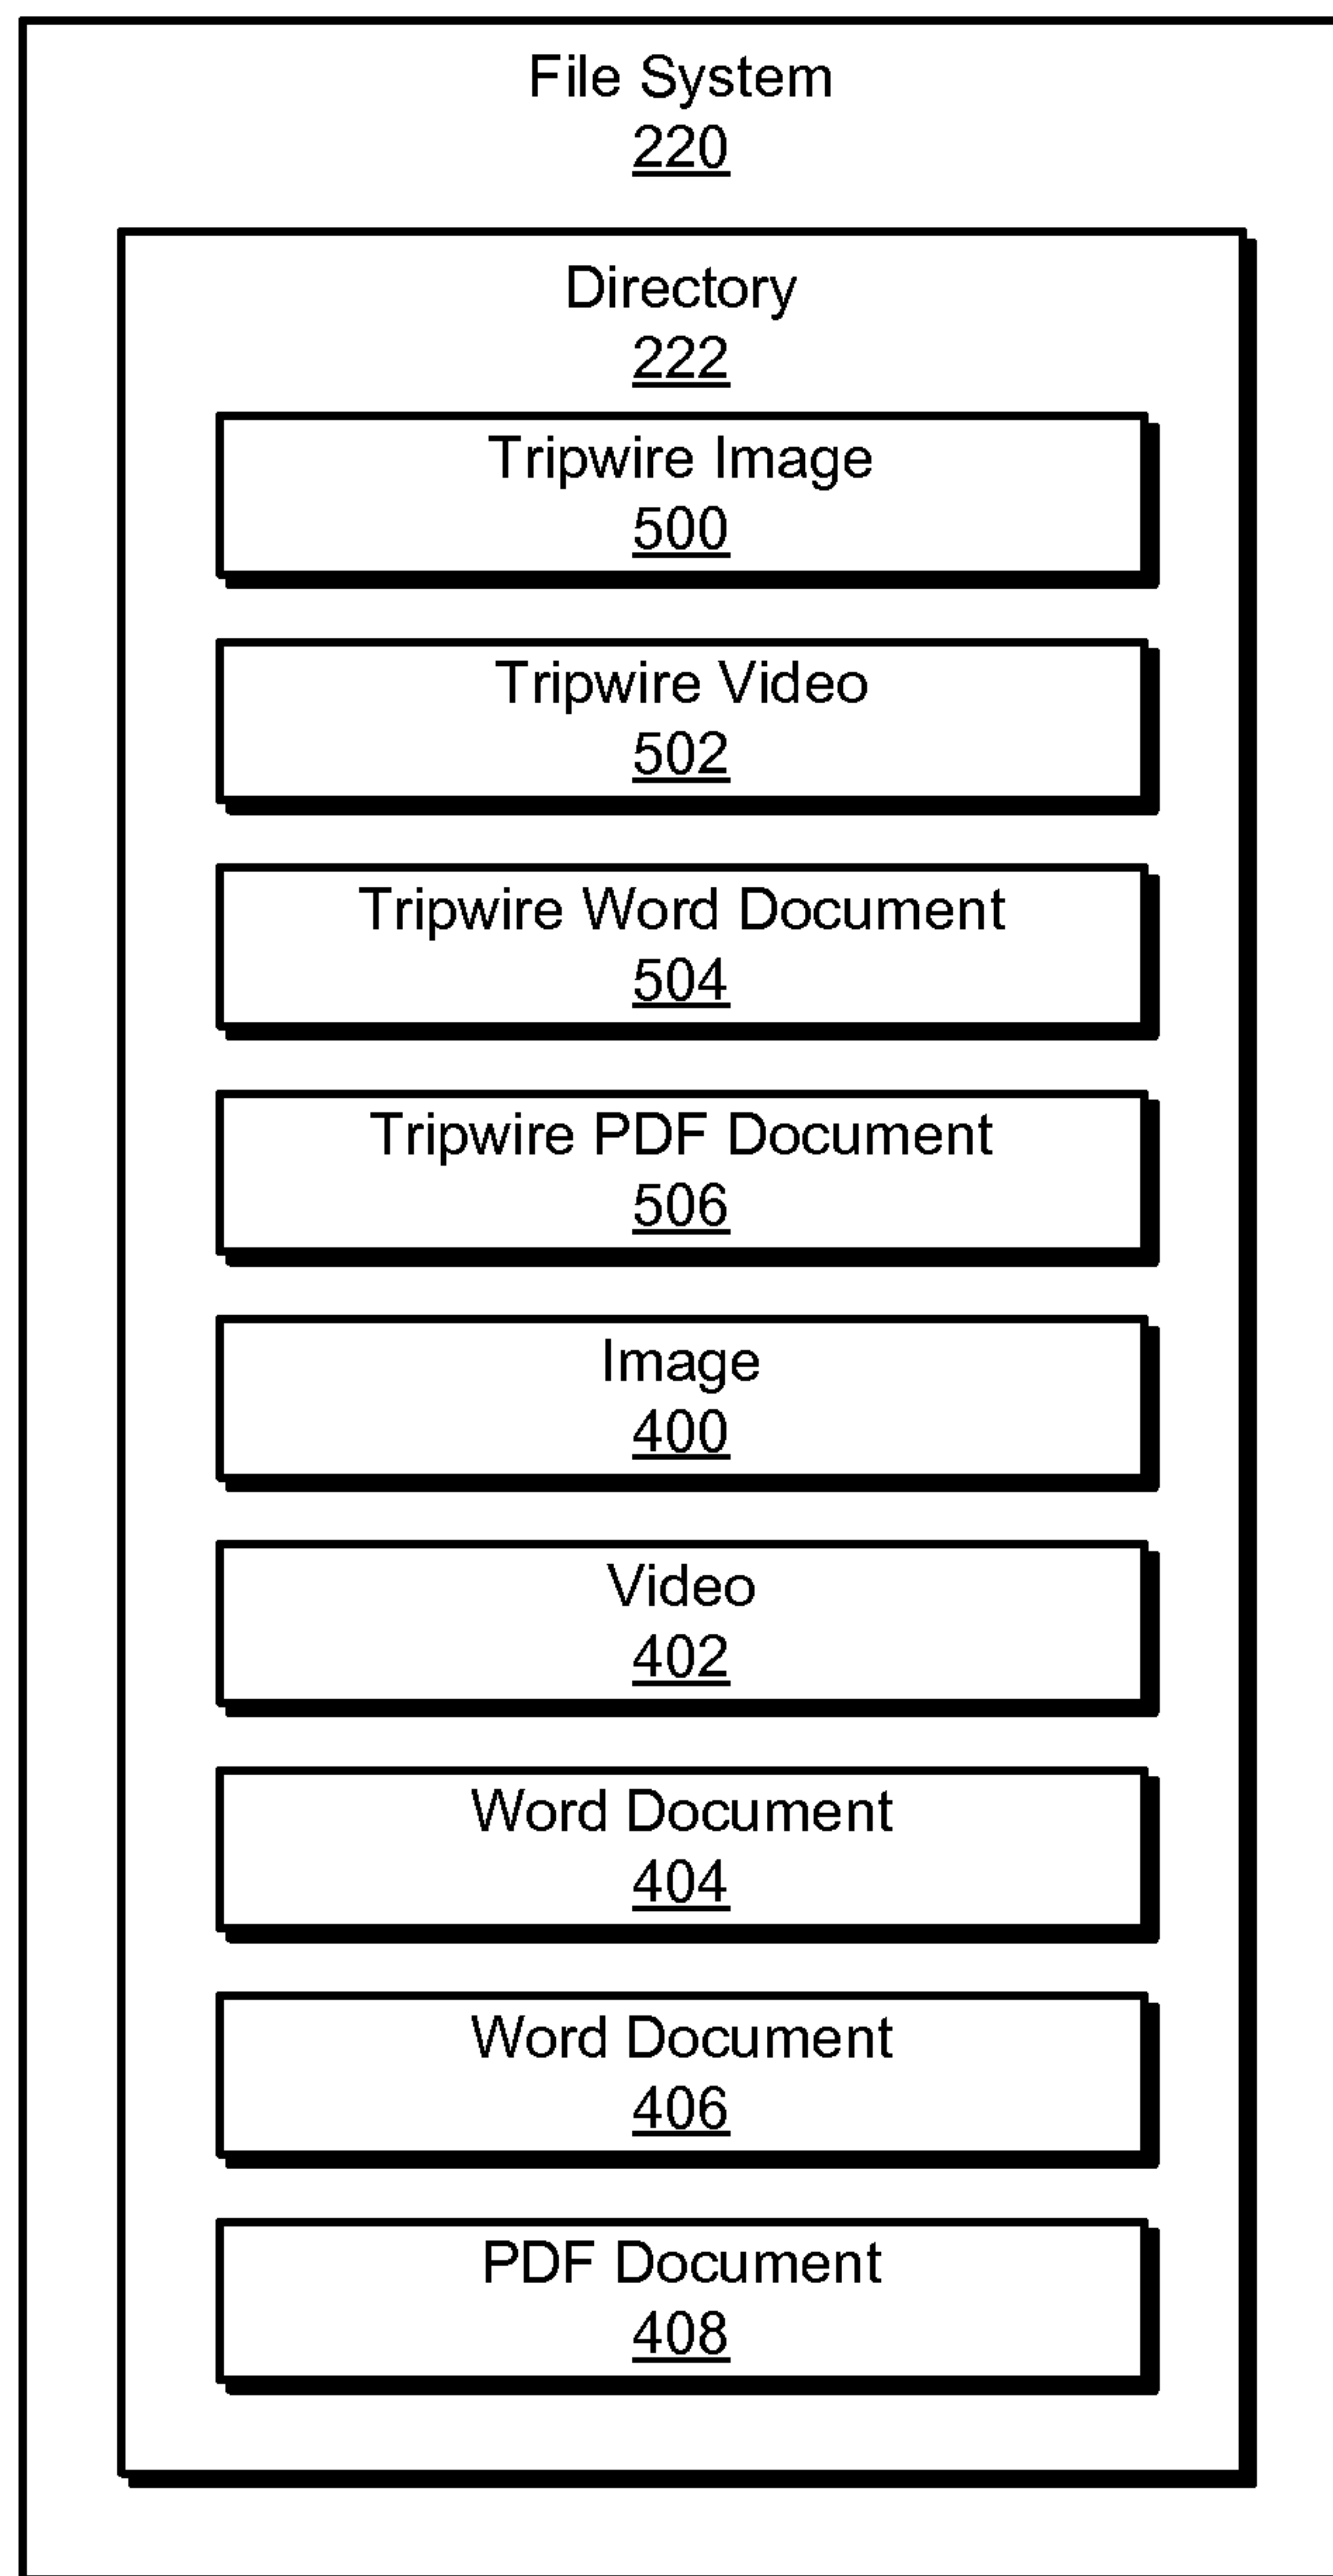 File System
220
Directory
222
Tripwire Image
500
Tripwire Video
502
Tripwire Word Document
504
Tripwire PDF Document
506
Image
400
Video
402
Word Document
404
Word Document
406
PDF Document
408